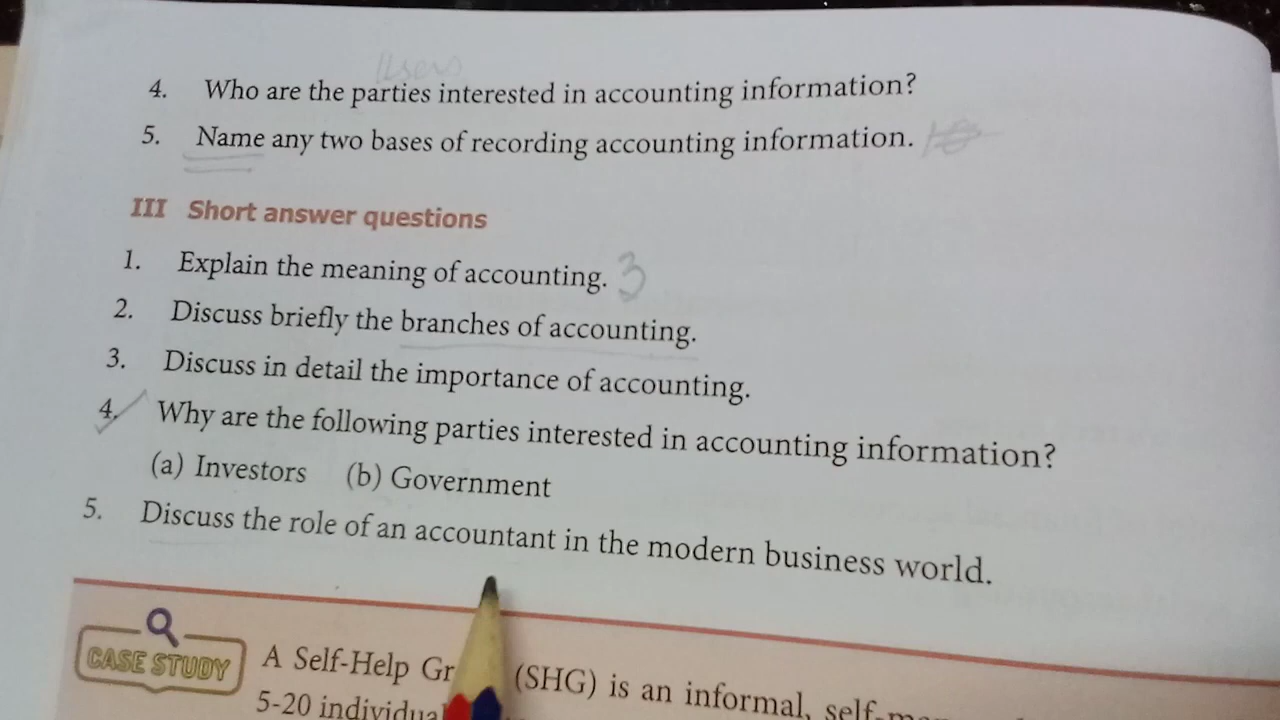 Users
4. Who are the parties interested in accounting information?
5. Name any two bases of recording accounting information.
III Short answer questions
1. Explain the meaning of accounting. 3
2. Discuss briefly the branches of accounting.
3. Discuss in detail the importance of accounting.
4. Why are the following parties interested in accounting information?
(a) Investors (b) Government
5. Discuss the role of an accountant in the modern business world.
CASE STUDY
A Self-Help (SHG) is an informal,
5-20